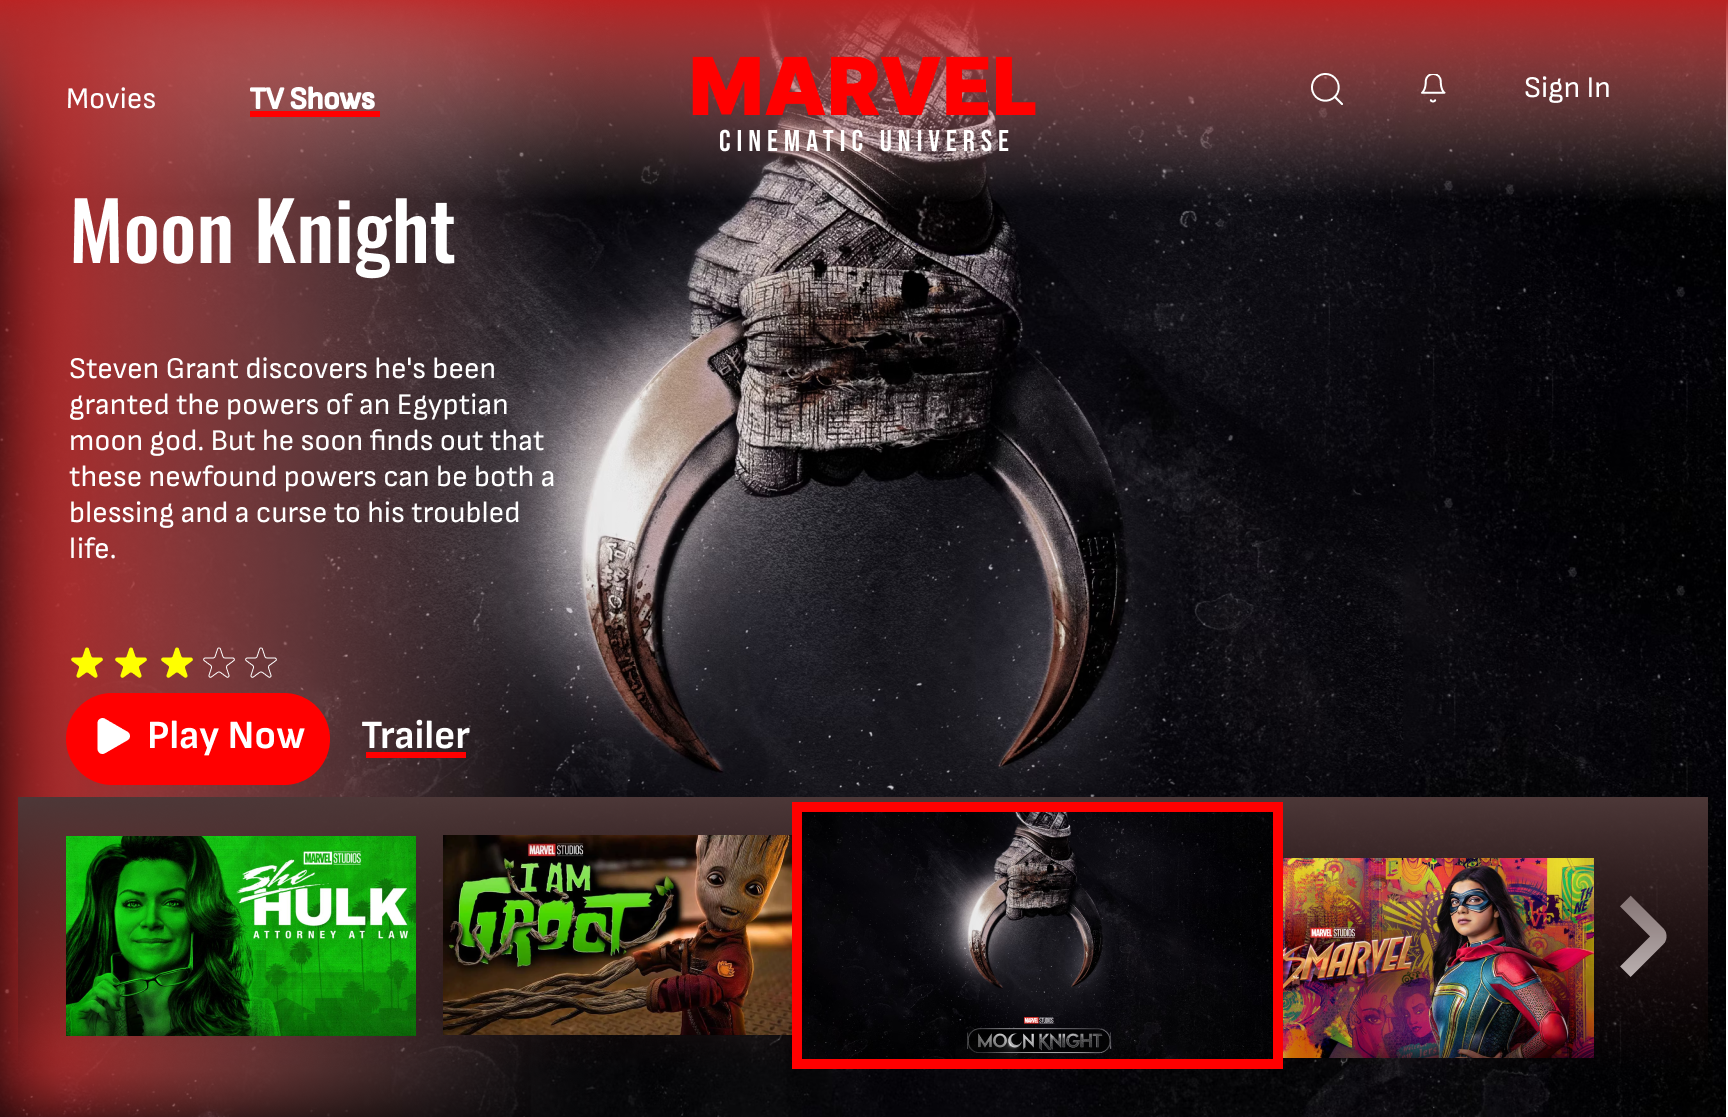 Movies
TV Shows
MARVEL
CINEMATIC UNIVERSE
Sign In
Moon Knight
Steven Grant discovers he's been
granted the powers of an Egyptian
moon god. But he soon finds out that
these newfound powers can be both a
blessing and a curse to his troubled
life.
Play Now
Trailer
MARVEL STUDIOS
She
HULK
ATTORNEY AT LAW
MARVEL STUDIOS
I AM
GROOT
MARVEL STUDIOS
MOON KNIGHT
MARVEL STUDIOS
MARVEL